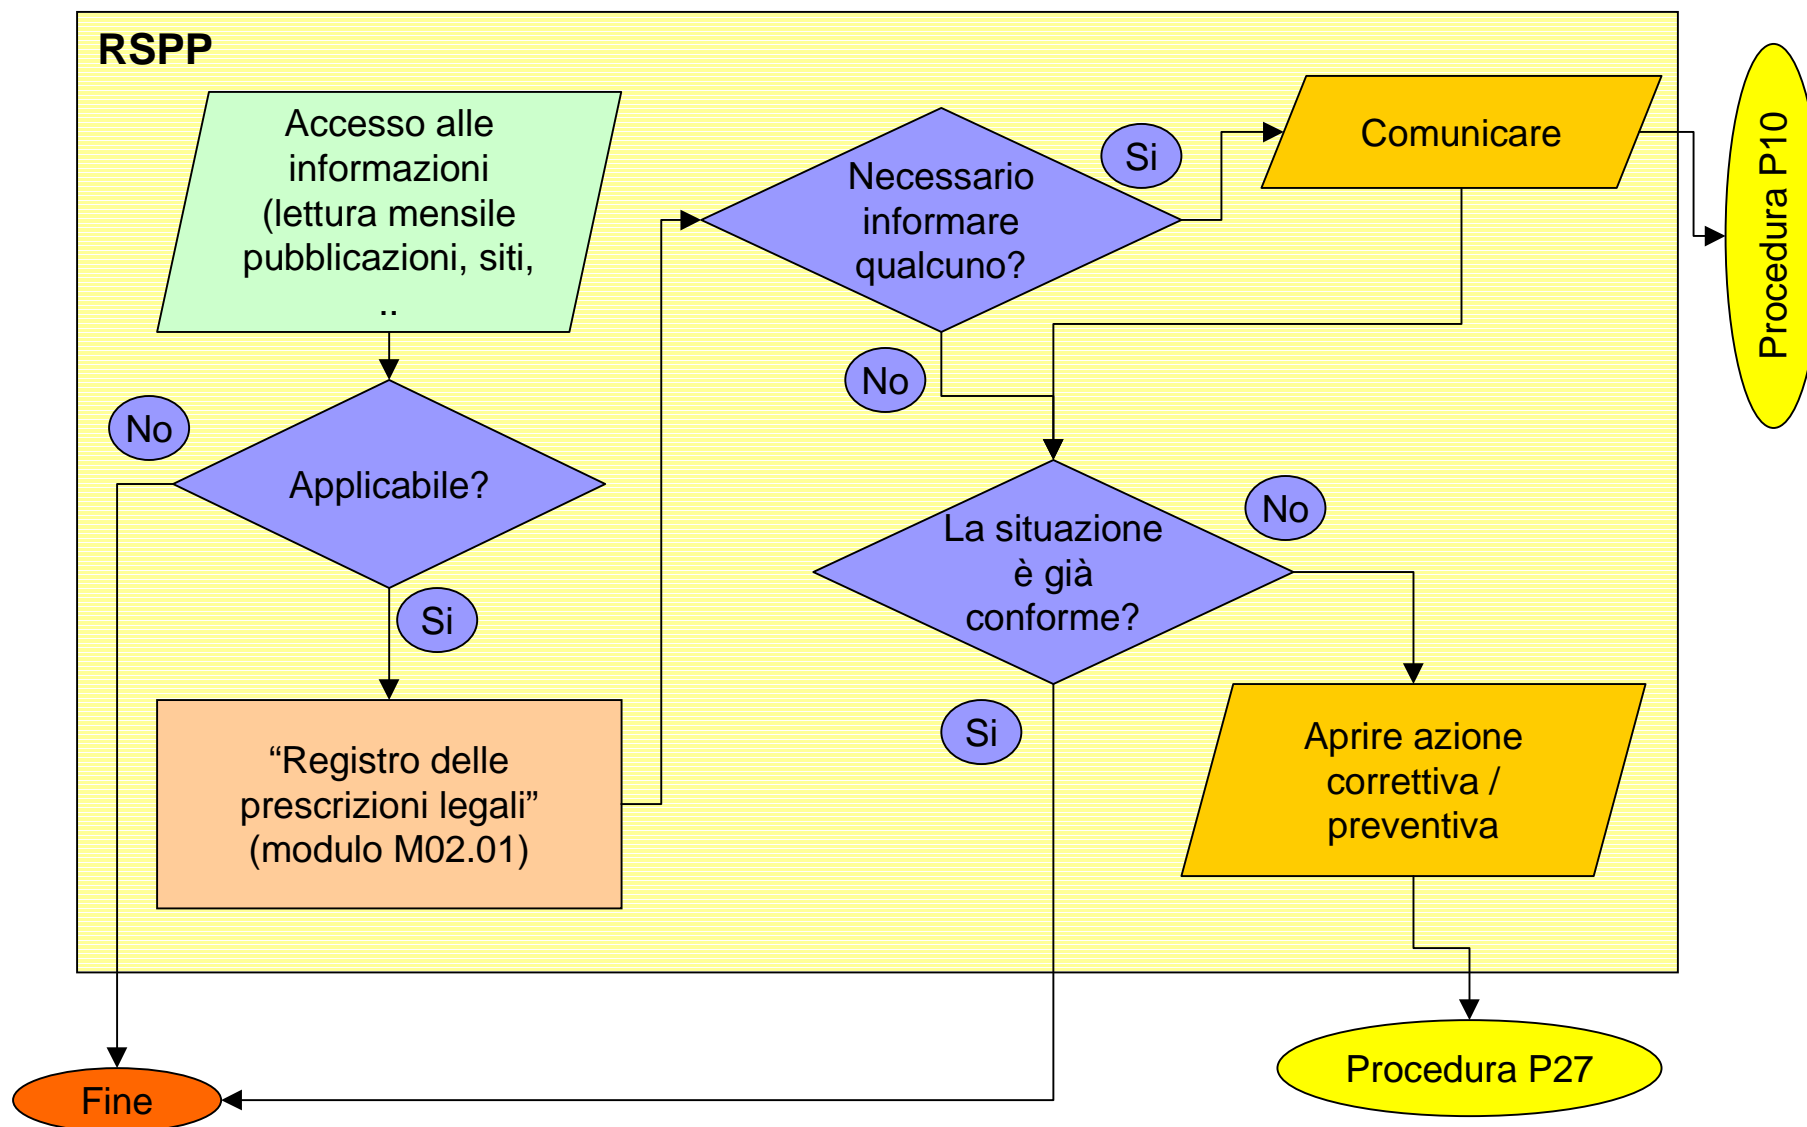 RSPP
Accesso alle
informazioni
(lettura mensile
pubblicazioni, siti,
..
No
Applicabile?
Si
“Registro delle
prescrizioni legali”
(modulo M02.01)
Necessario
informare
qualcuno?
Si
Comunicare
Procedura P10
No
La situazione
è già
conforme?
No
Si
Aprire azione
correttiva /
preventiva
Procedura P27
Fine